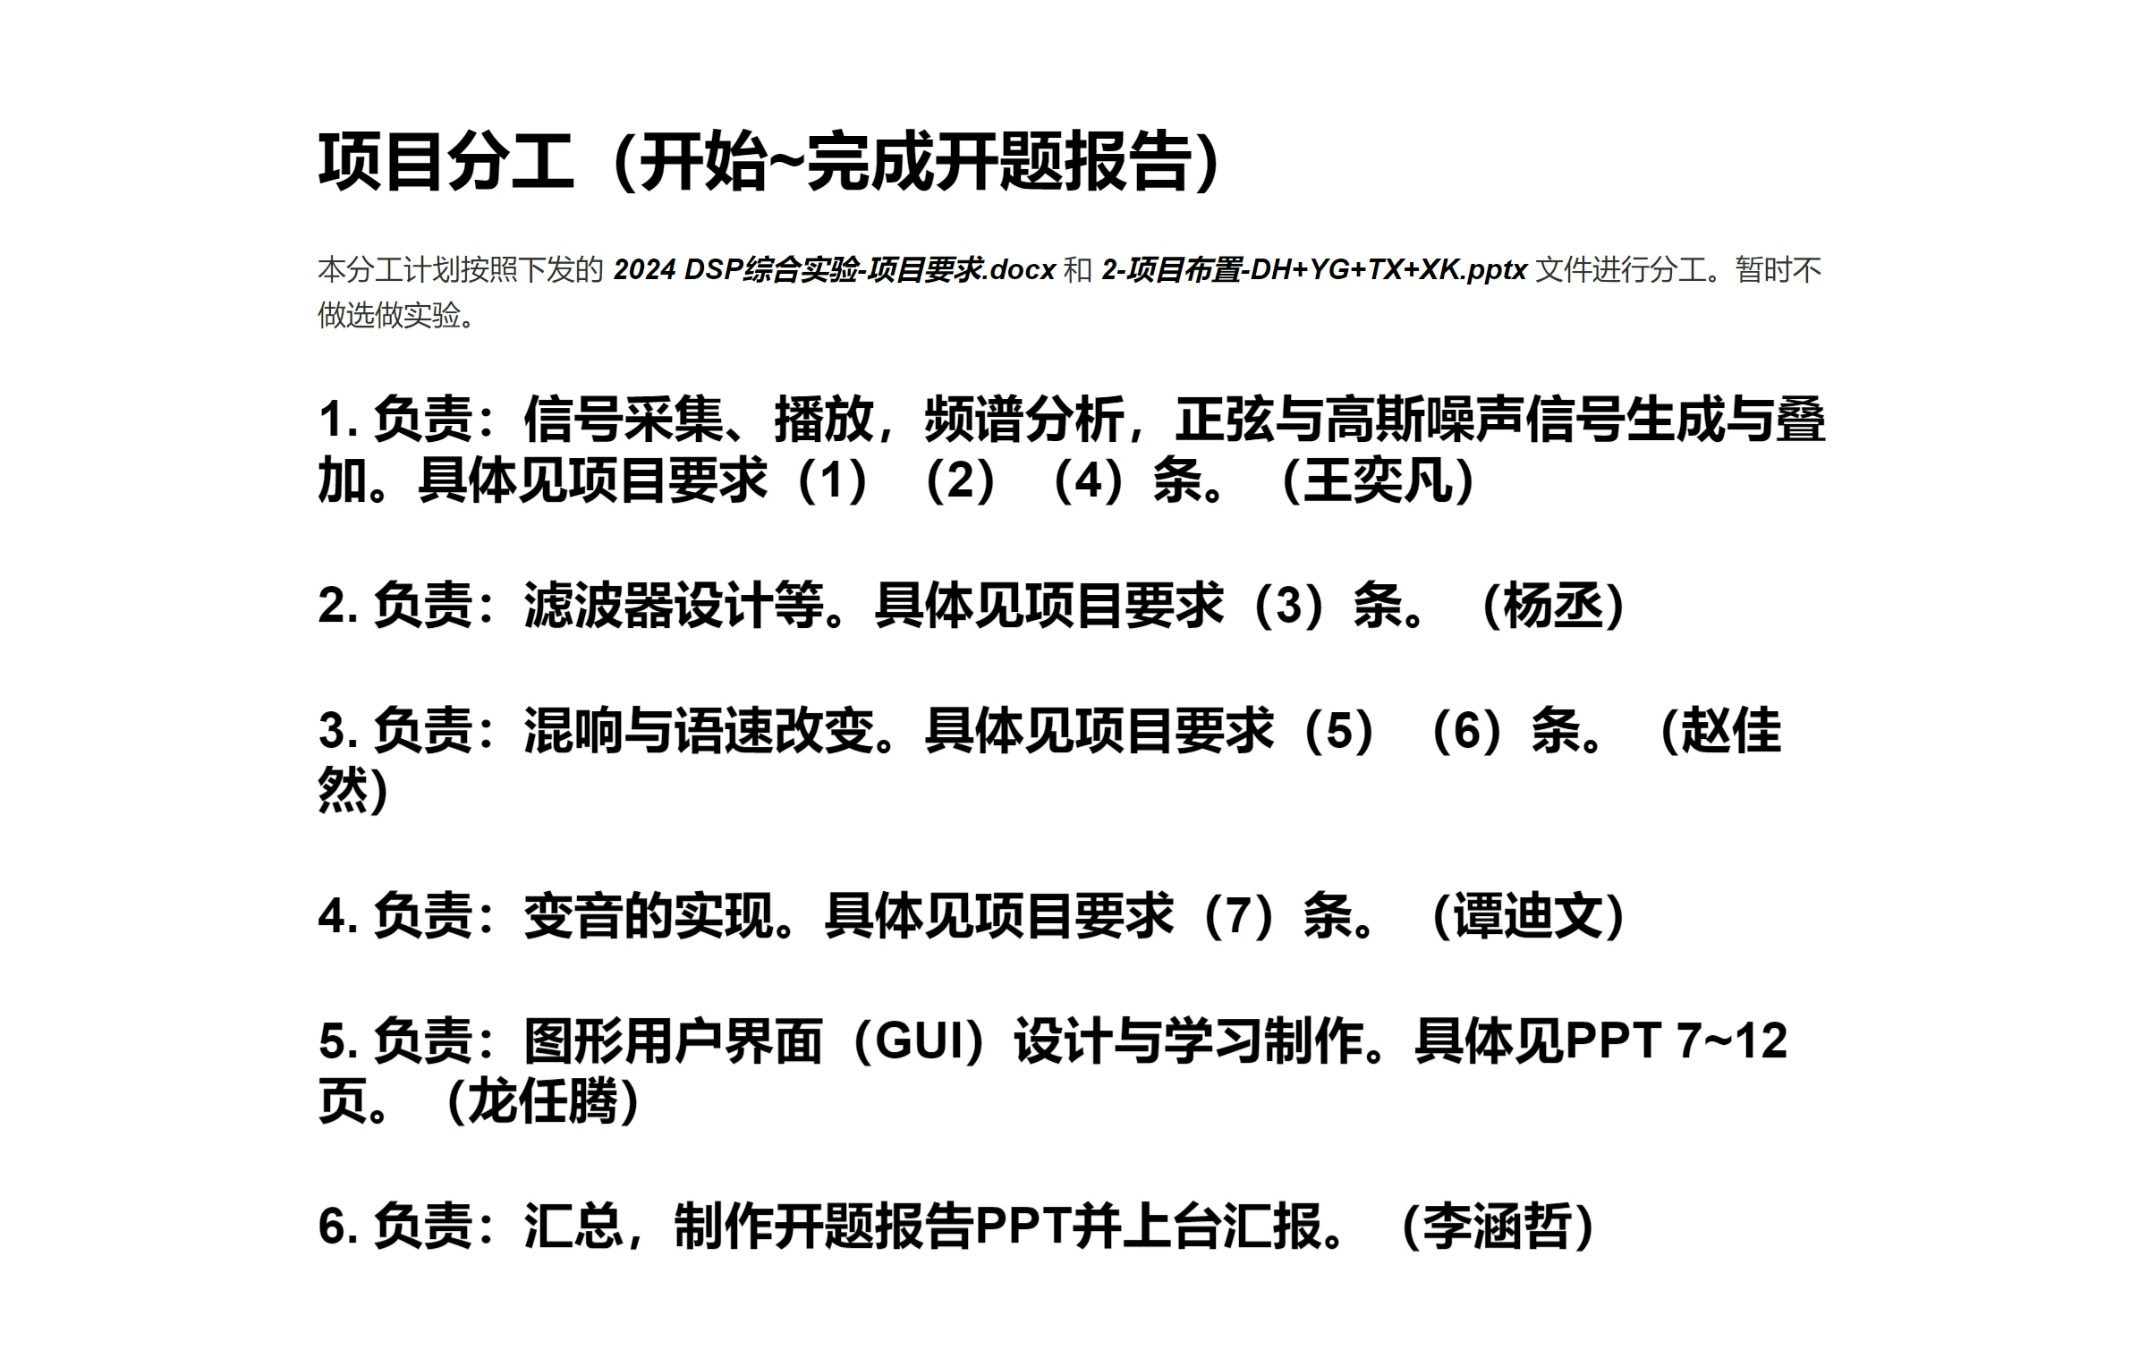 项目分工（开始~完成开题报告）
本分工计划按照下发的 2024 DSP综合实验-项目要求.docx 和 2-项目布置-DH+YG+TX+XK.pptx 文件进行分工。暂时不
做选做实验。
1. 负责：信号采集、播放，频谱分析，正弦与高斯噪声信号生成与叠
加。具体见项目要求（1）（2）（4）条。（王奕凡）
2. 负责：滤波器设计等。具体见项目要求（3）条。（杨丞）
3. 负责：混响与语速改变。具体见项目要求（5）（6）条。（赵佳
然）
4. 负责：变音的实现。具体见项目要求（7）条。（谭迪文）
5. 负责：图形用户界面（GUI）设计与学习制作。具体见PPT 7~12
页。（龙任腾）
6. 负责：汇总，制作开题报告PPT并上台汇报。（李涵哲）